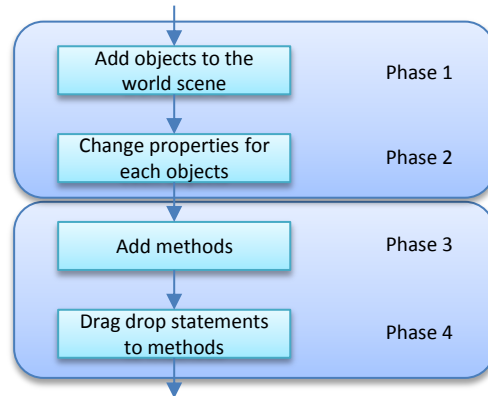 Add objects to the
world scene
Phase 1
Change properties for
each objects
Phase 2
Add methods
Phase 3
Drag drop statements
to methods
Phase 4